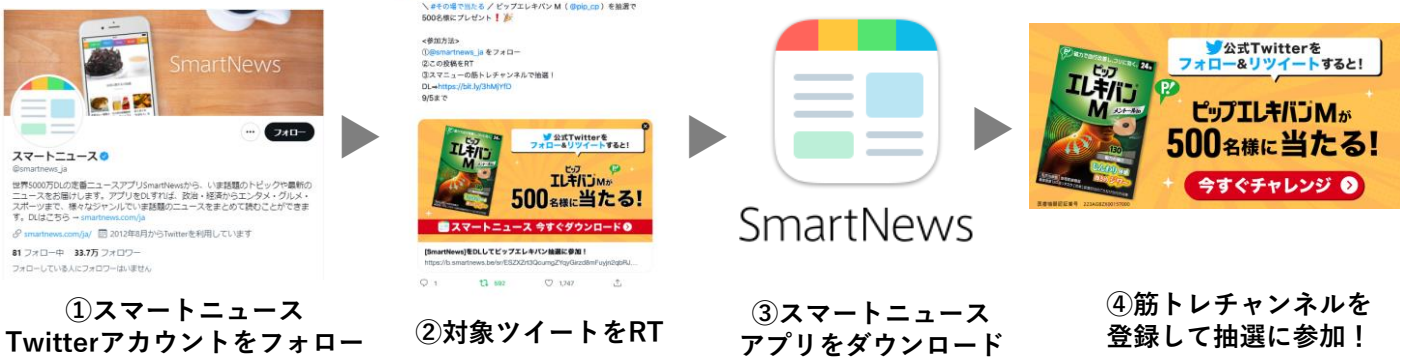 SmartNews
フォロー
スマートニュース
@smartnews_ja
世界5000万DLの定番ニュースアプリSmartNewsから、いま話題のトピックや最新の
ニュースをお届けします。アプリをDLすれば、政治・経済からエンタメ・グルメ・
スポーツまで、様々なジャンルでいま話題のニュースをまとめて読むことができま
す。DLはこちら → smartnews.com/ja
smartnews.com/ja/ 2012年8月からTwitterを利用しています
81 フォロー中 33.7万 フォロワー
フォローしている人にフォロワーはいません
①スマートニュース
Twitterアカウントをフォロー
\ #その場で当たる / ピップエレキバン M（ @pip_cp ）を抽選で
500名様にプレゼント❗🎉
<参加方法>
①@smartnews_ja をフォロー
②この投稿をRT
③スマニューの筋トレチャンネルで抽選！
DL→https://bit.ly/3hMjYfD
9/5まで
公式Twitterを
フォロー&リツイートすると!
ピップ
エレキバン
M
ピップ
エレキバンMが
500名様に当たる!
スマートニュース 今すぐダウンロード
[SmartNews]をDLしてピップエレキバン抽選に参加！
1 592 1,747
②対象ツイートをRT
SmartNews
③スマートニュース
アプリをダウンロード
公式Twitterを
フォロー&リツイートすると!
24粒
ピップ
エレキバン
M
メントールin
130
ピップエレキバンMが
500名様に当たる!
今すぐチャレンジ
④筋トレチャンネルを
登録して抽選に参加！